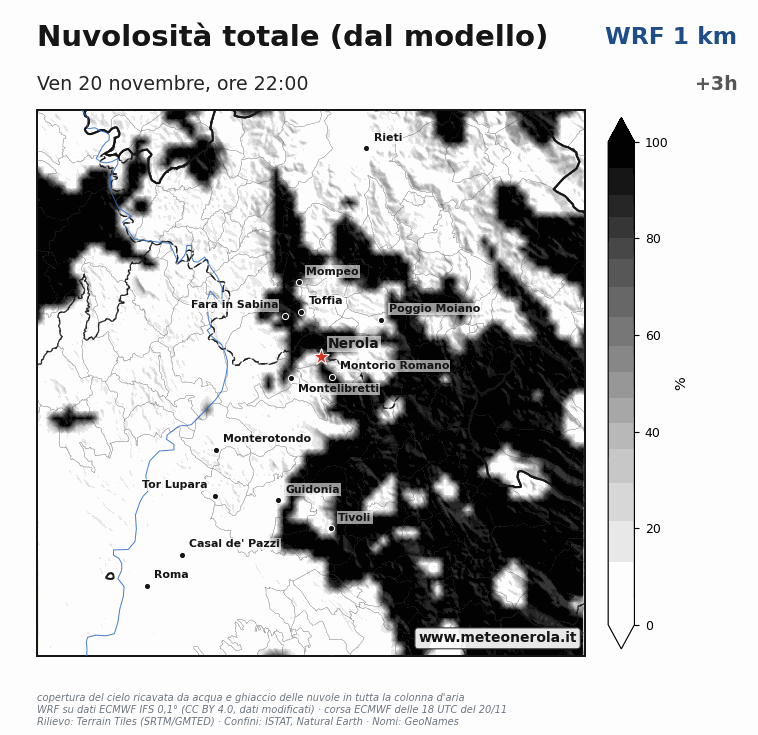 Nuvolosità totale (dal modello)
WRF 1 km
Ven 20 novembre, ore 22:00
+3h
Rieti
Mompeo
Toffia
Fara in Sabina
Poggio Moiano
Nerola
Montorio Romano
Montelibretti
Monterotondo
Tor Lupara
Guidonia
Tivoli
Casal de' Pazzi
Roma
www.meteonerola.it
100
80
60
40
20
0
%
copertura del cielo ricavata da acqua e ghiaccio delle nuvole in tutta la colonna d'aria
WRF su dati ECMWF IFS 0,1° (CC BY 4.0, dati modificati) · corsa ECMWF delle 18 UTC del 20/11
Rilievo: Terrain Tiles (SRTM/GMTED) · Confini: ISTAT, Natural Earth · Nomi: GeoNames